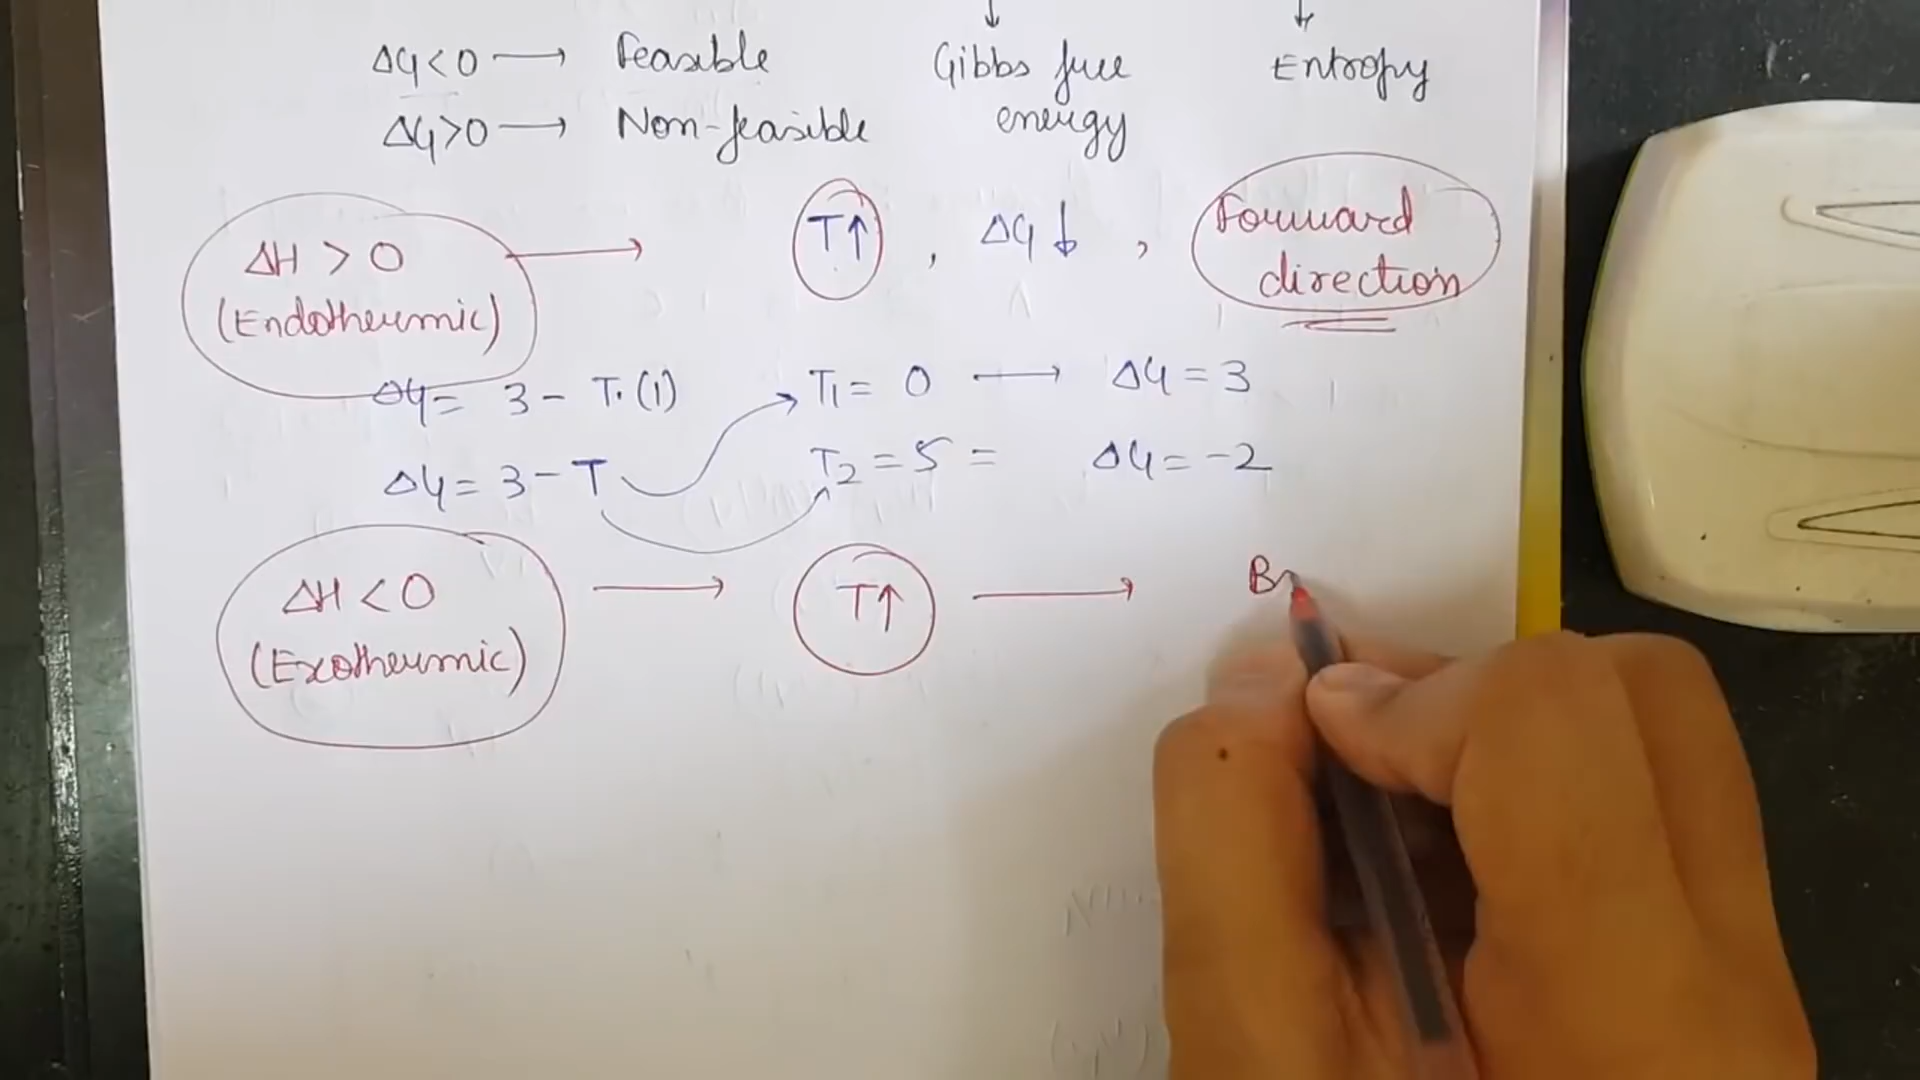 ΔG<0 → Feasible
ΔG>0 → Non-feasible
↓ Gibbs free
energy
↓ Entropy
ΔH > 0
(Endothermic)
→ T↑ , ΔG↓ , Forward
direction
ΔG = 3 - T.(1)
T1 = 0 → ΔG = 3
ΔG = 3 - T
T2 = 5 = ΔG = -2
ΔH < 0
(Exothermic)
→ T↑ → Ba